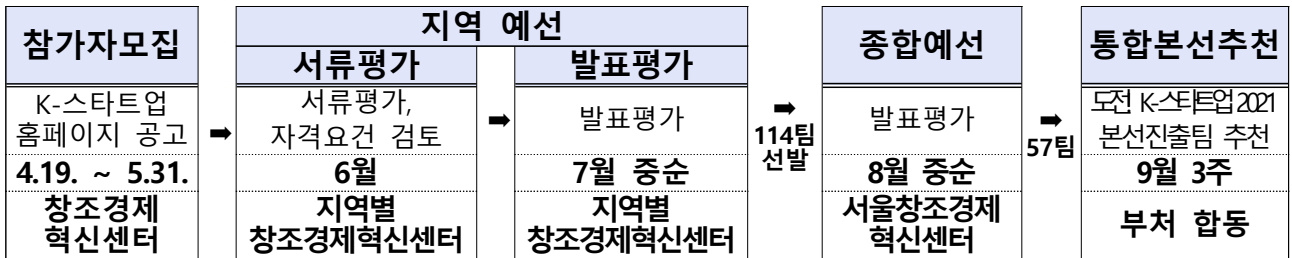 참가자모집
K-스타트업
홈페이지 공고
4.19. ~ 5.31.
창조경제
혁신센터
➡
지역 예선
서류평가
서류평가,
자격요건 검토
6월
지역별
창조경제혁신센터
➡
발표평가
발표평가
7월 중순
지역별
창조경제혁신센터
➡
114팀
선발
종합예선
발표평가
8월 중순
서울창조경제
혁신센터
➡
57팀
통합본선추천
도전 K-스타트업 2021
본선진출팀 추천
9월 3주
부처 합동